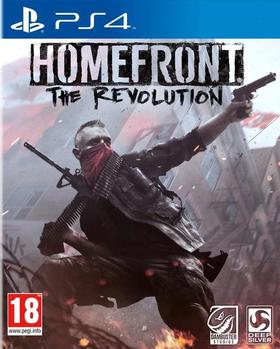 PS4
HOMEFRONT
THE REVOLUTION
18
www.pegi.info
DAMBUSTER
STUDIOS
DEEP
SILVER